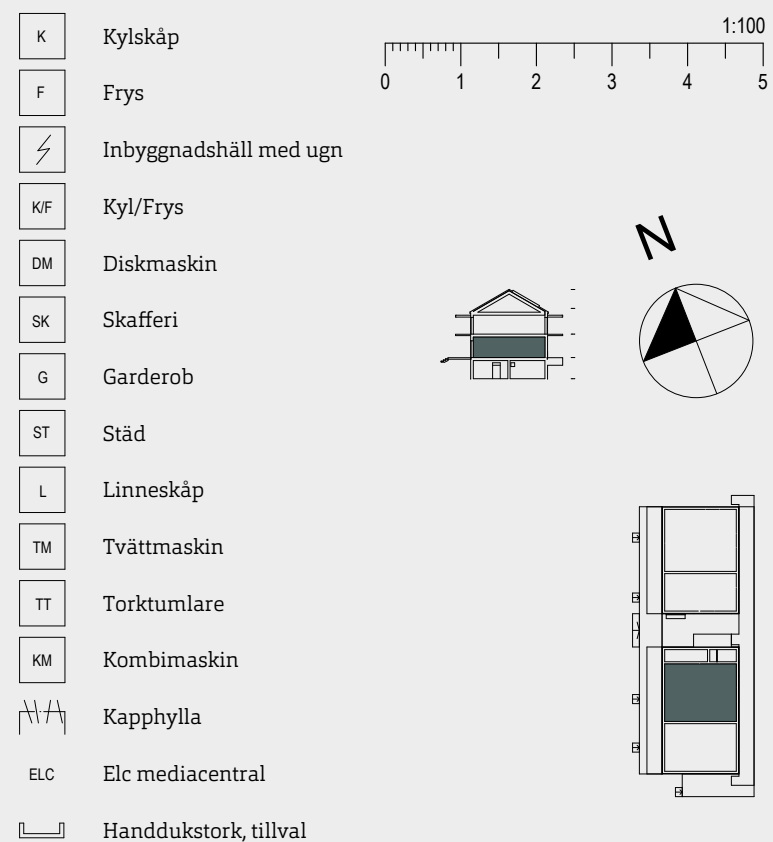 K Kylskåp
F Frys
Inbyggnadshäll med ugn
K/F Kyl/Frys
DM Diskmaskin
SK Skafferi
G Garderob
ST Städ
L Linneskåp
TM Tvättmaskin
TT Torktumlare
KM Kombimaskin
Kapphylla
ELC Elc mediacentral
Handdukstork, tillval
1:100
0 1 2 3 4 5
N